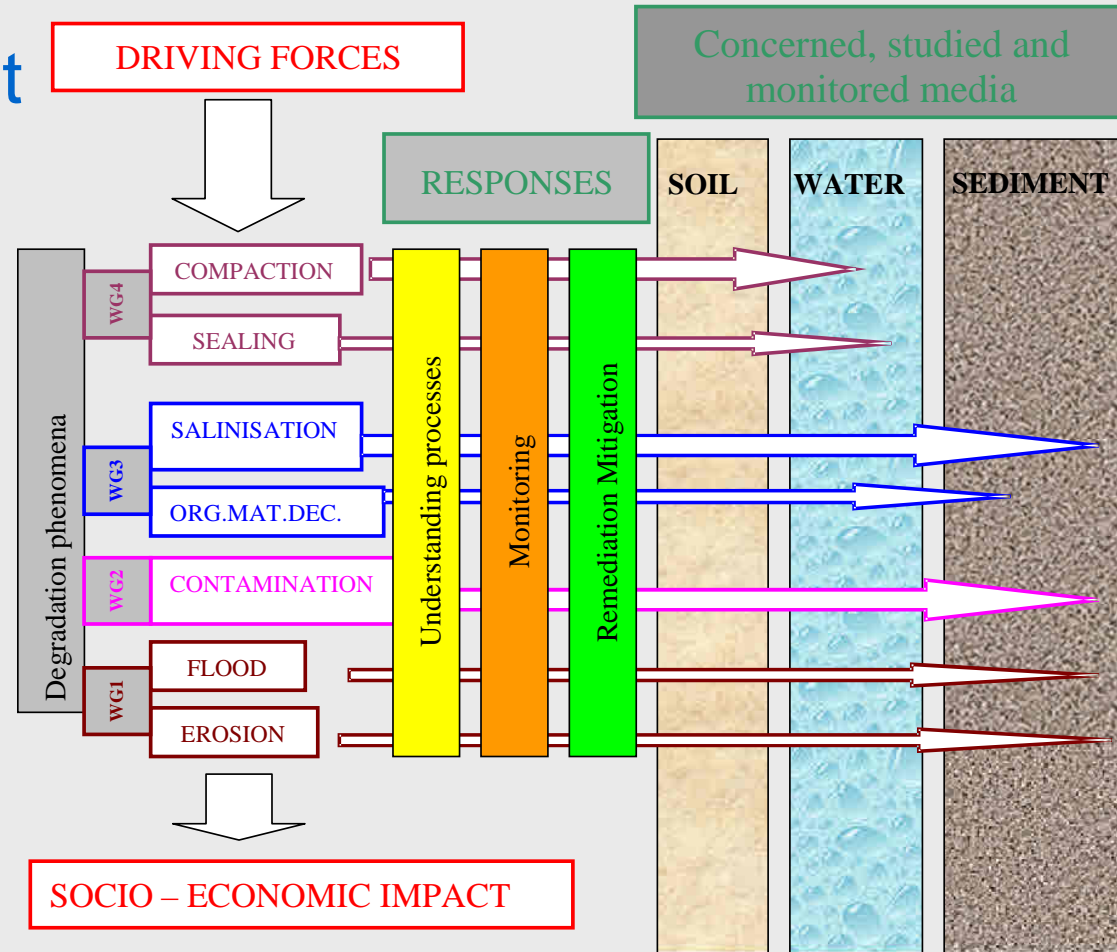 t
DRIVING FORCES
Concerned, studied and
monitored media
RESPONSES
SOIL
WATER
SEDIMENT
Degradation phenomena
WG4
COMPACTION
SEALING
WG3
SALINISATION
ORG.MAT.DEC.
WG2
CONTAMINATION
WG1
FLOOD
EROSION
Understanding processes
Monitoring
Remediation Mitigation
SOCIO – ECONOMIC IMPACT